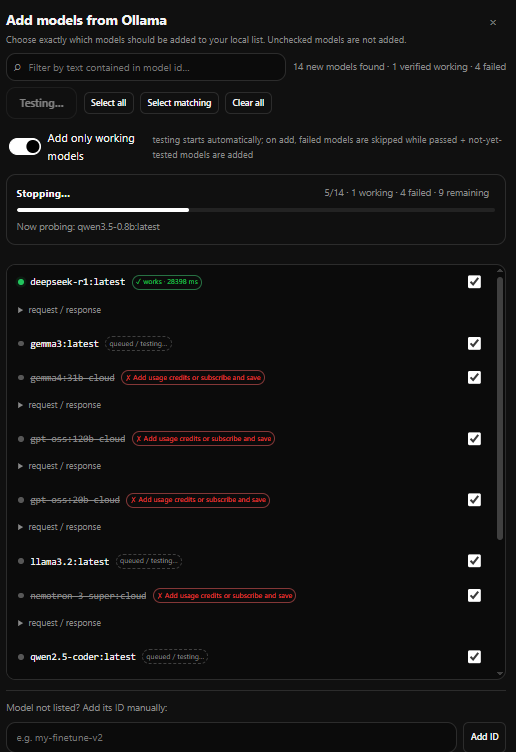 Add models from Ollama
×
Choose exactly which models should be added to your local list. Unchecked models are not added.
Filter by text contained in model id...
14 new models found · 1 verified working · 4 failed
Testing...
Select all
Select matching
Clear all
Add only working models
testing starts automatically; on add, failed models are skipped while passed + not-yet-tested models are added
Stopping...
5/14 · 1 working · 4 failed · 9 remaining
Now probing: qwen3.5-0.8b:latest
deepseek-r1:latest
✓ works · 28398 ms
▶ request / response
gemma3:latest
queued / testing...
gemma4:31b-cloud
✗ Add usage credits or subscribe and save
▶ request / response
gpt-oss:120b-cloud
✗ Add usage credits or subscribe and save
▶ request / response
gpt-oss:20b-cloud
✗ Add usage credits or subscribe and save
▶ request / response
llama3.2:latest
queued / testing...
nemotron-3-super:cloud
✗ Add usage credits or subscribe and save
▶ request / response
qwen2.5-coder:latest
queued / testing...
Model not listed? Add its ID manually:
e.g. my-finetune-v2
Add ID